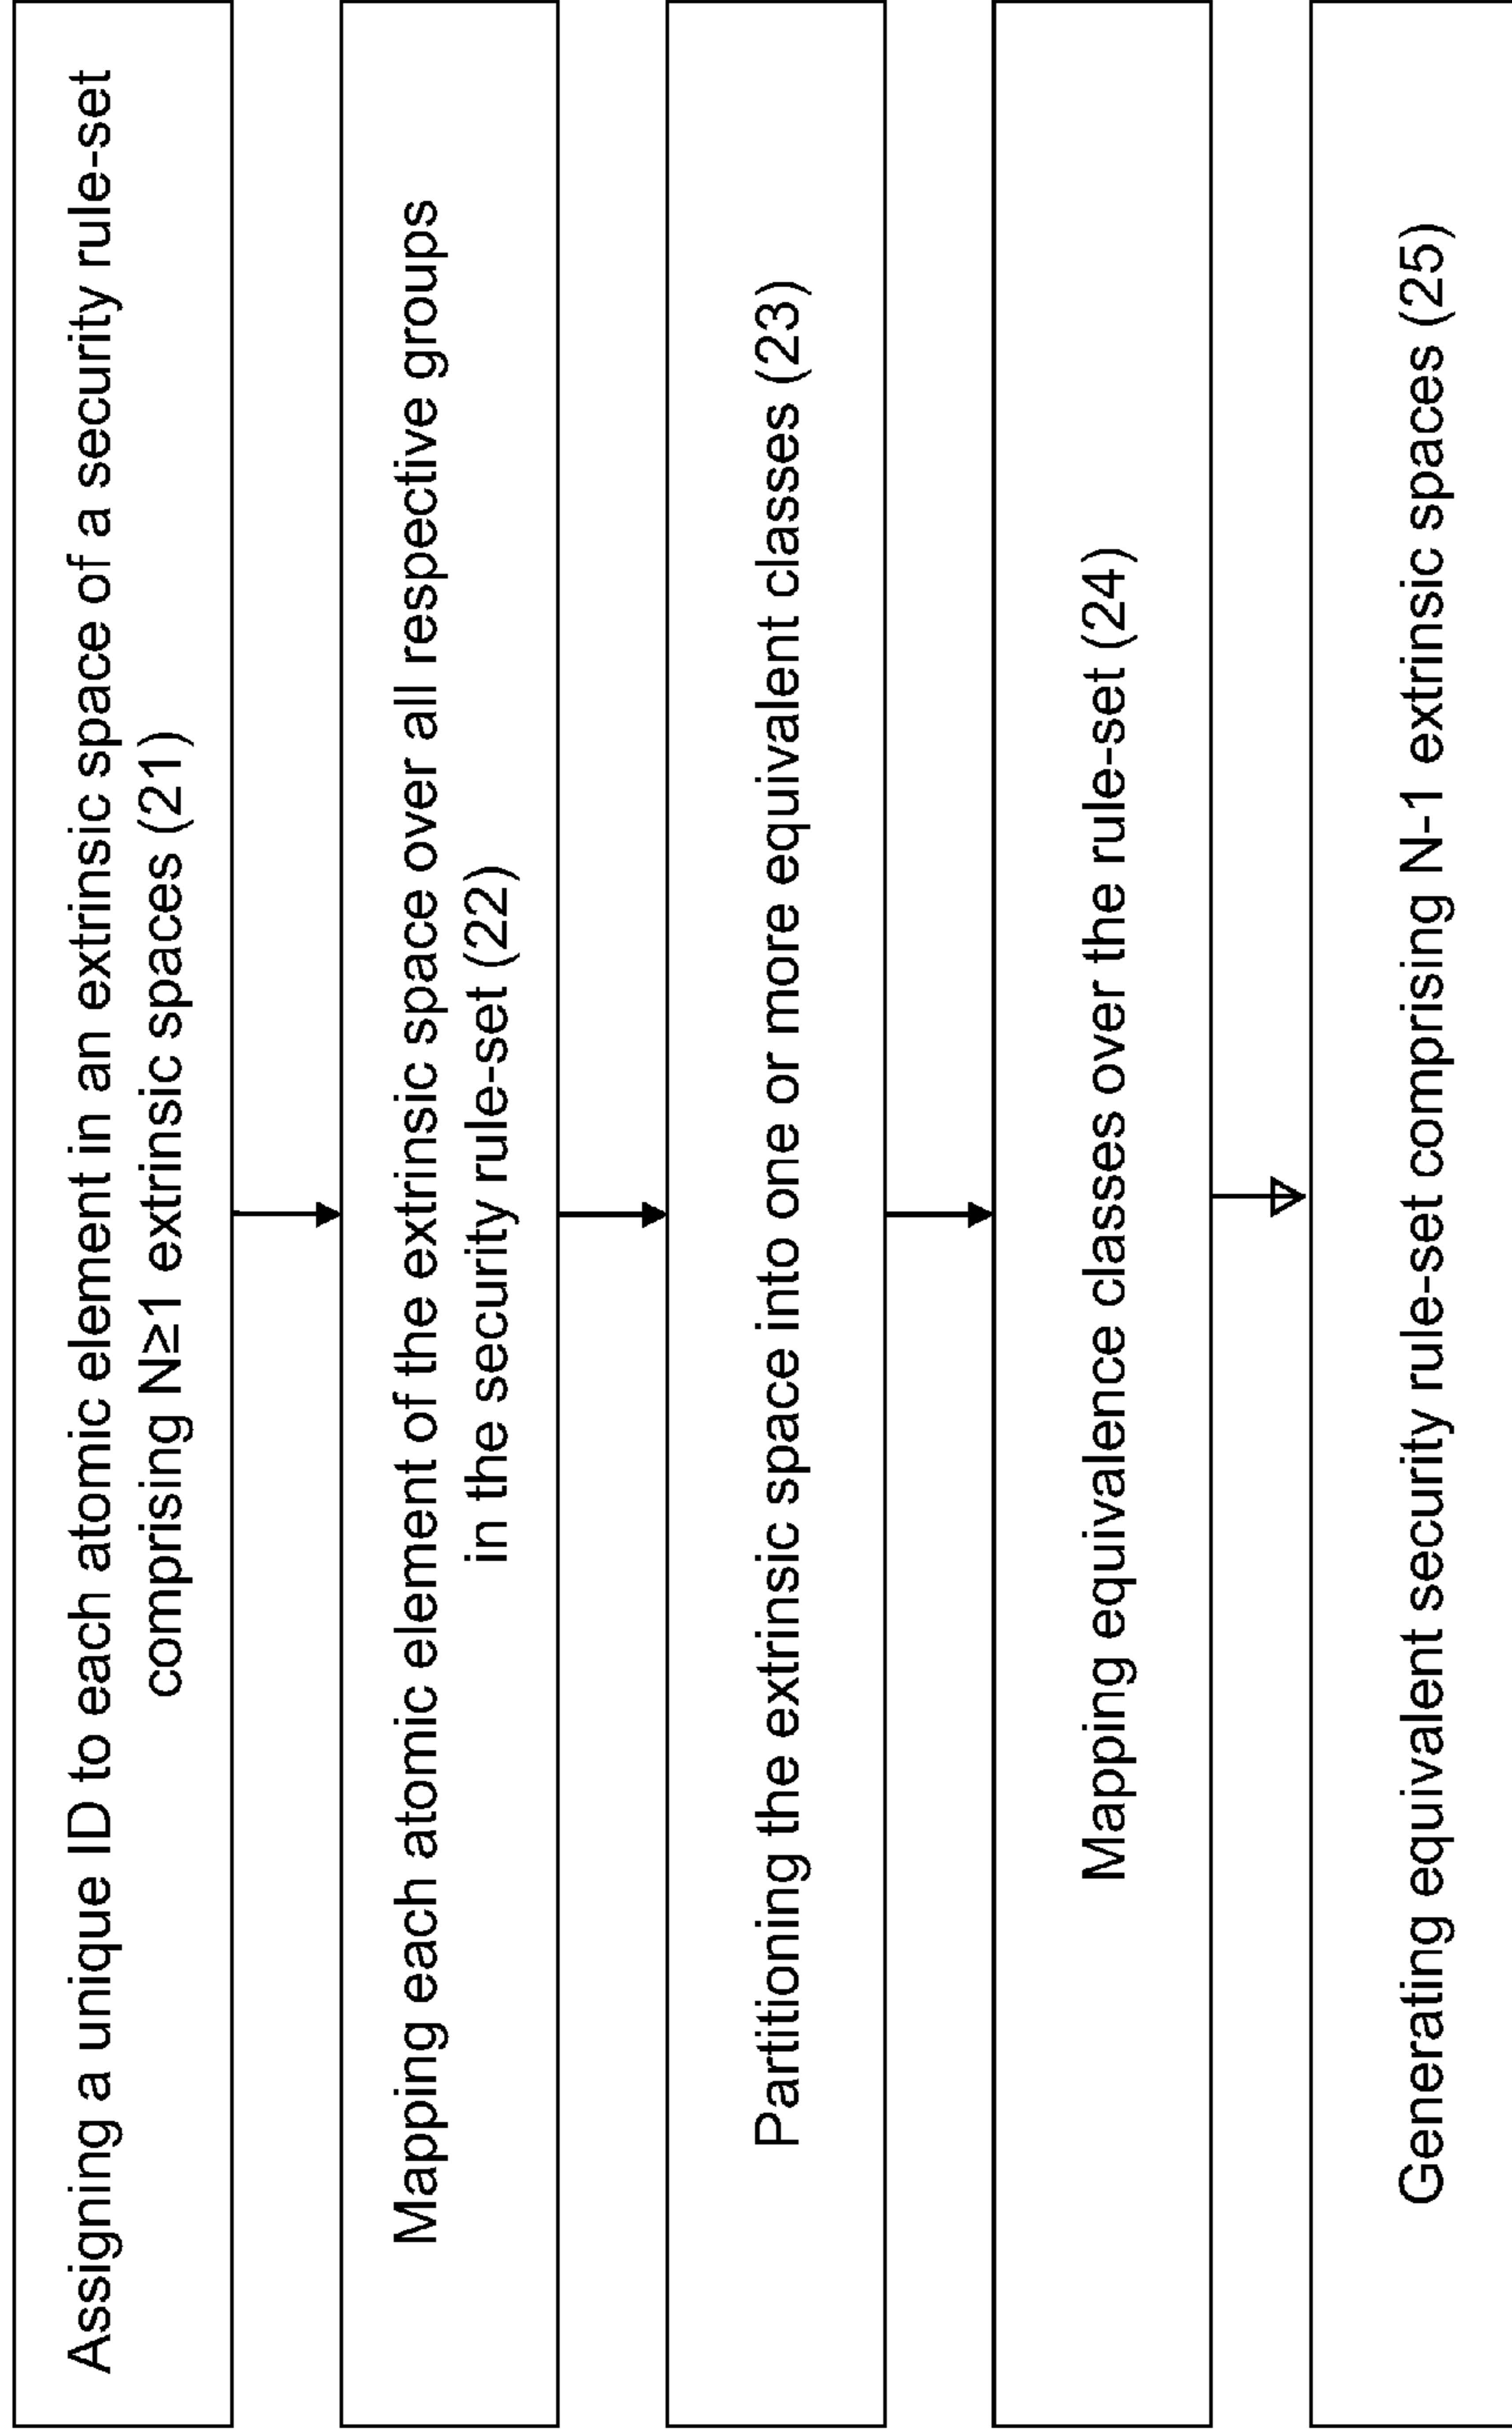 Assigning a unique ID to each atomic element in an extrinsic space of a security rule-set
comprising N≥1 extrinsic spaces (21)
Mapping each atomic element of the extrinsic space over all respective groups
in the security rule-set (22)
Partitioning the extrinsic space into one or more equivalent classes (23)
Mapping equivalence classes over the rule-set (24)
Generating equivalent security rule-set comprising N-1 extrinsic spaces (25)